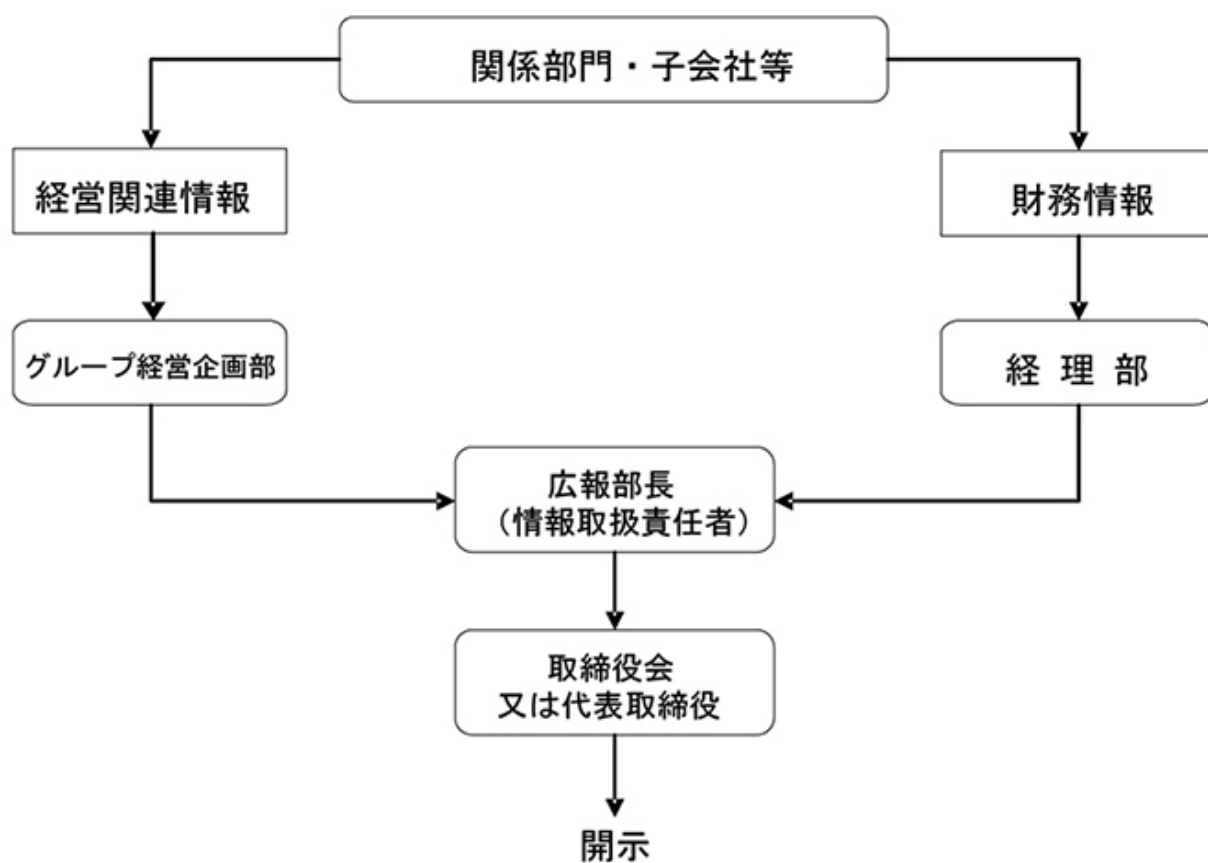 関係部門・子会社等
経営関連情報
財務情報
グループ経営企画部
経 理 部
広報部長
（情報取扱責任者）
取締役会
又は代表取締役
開示